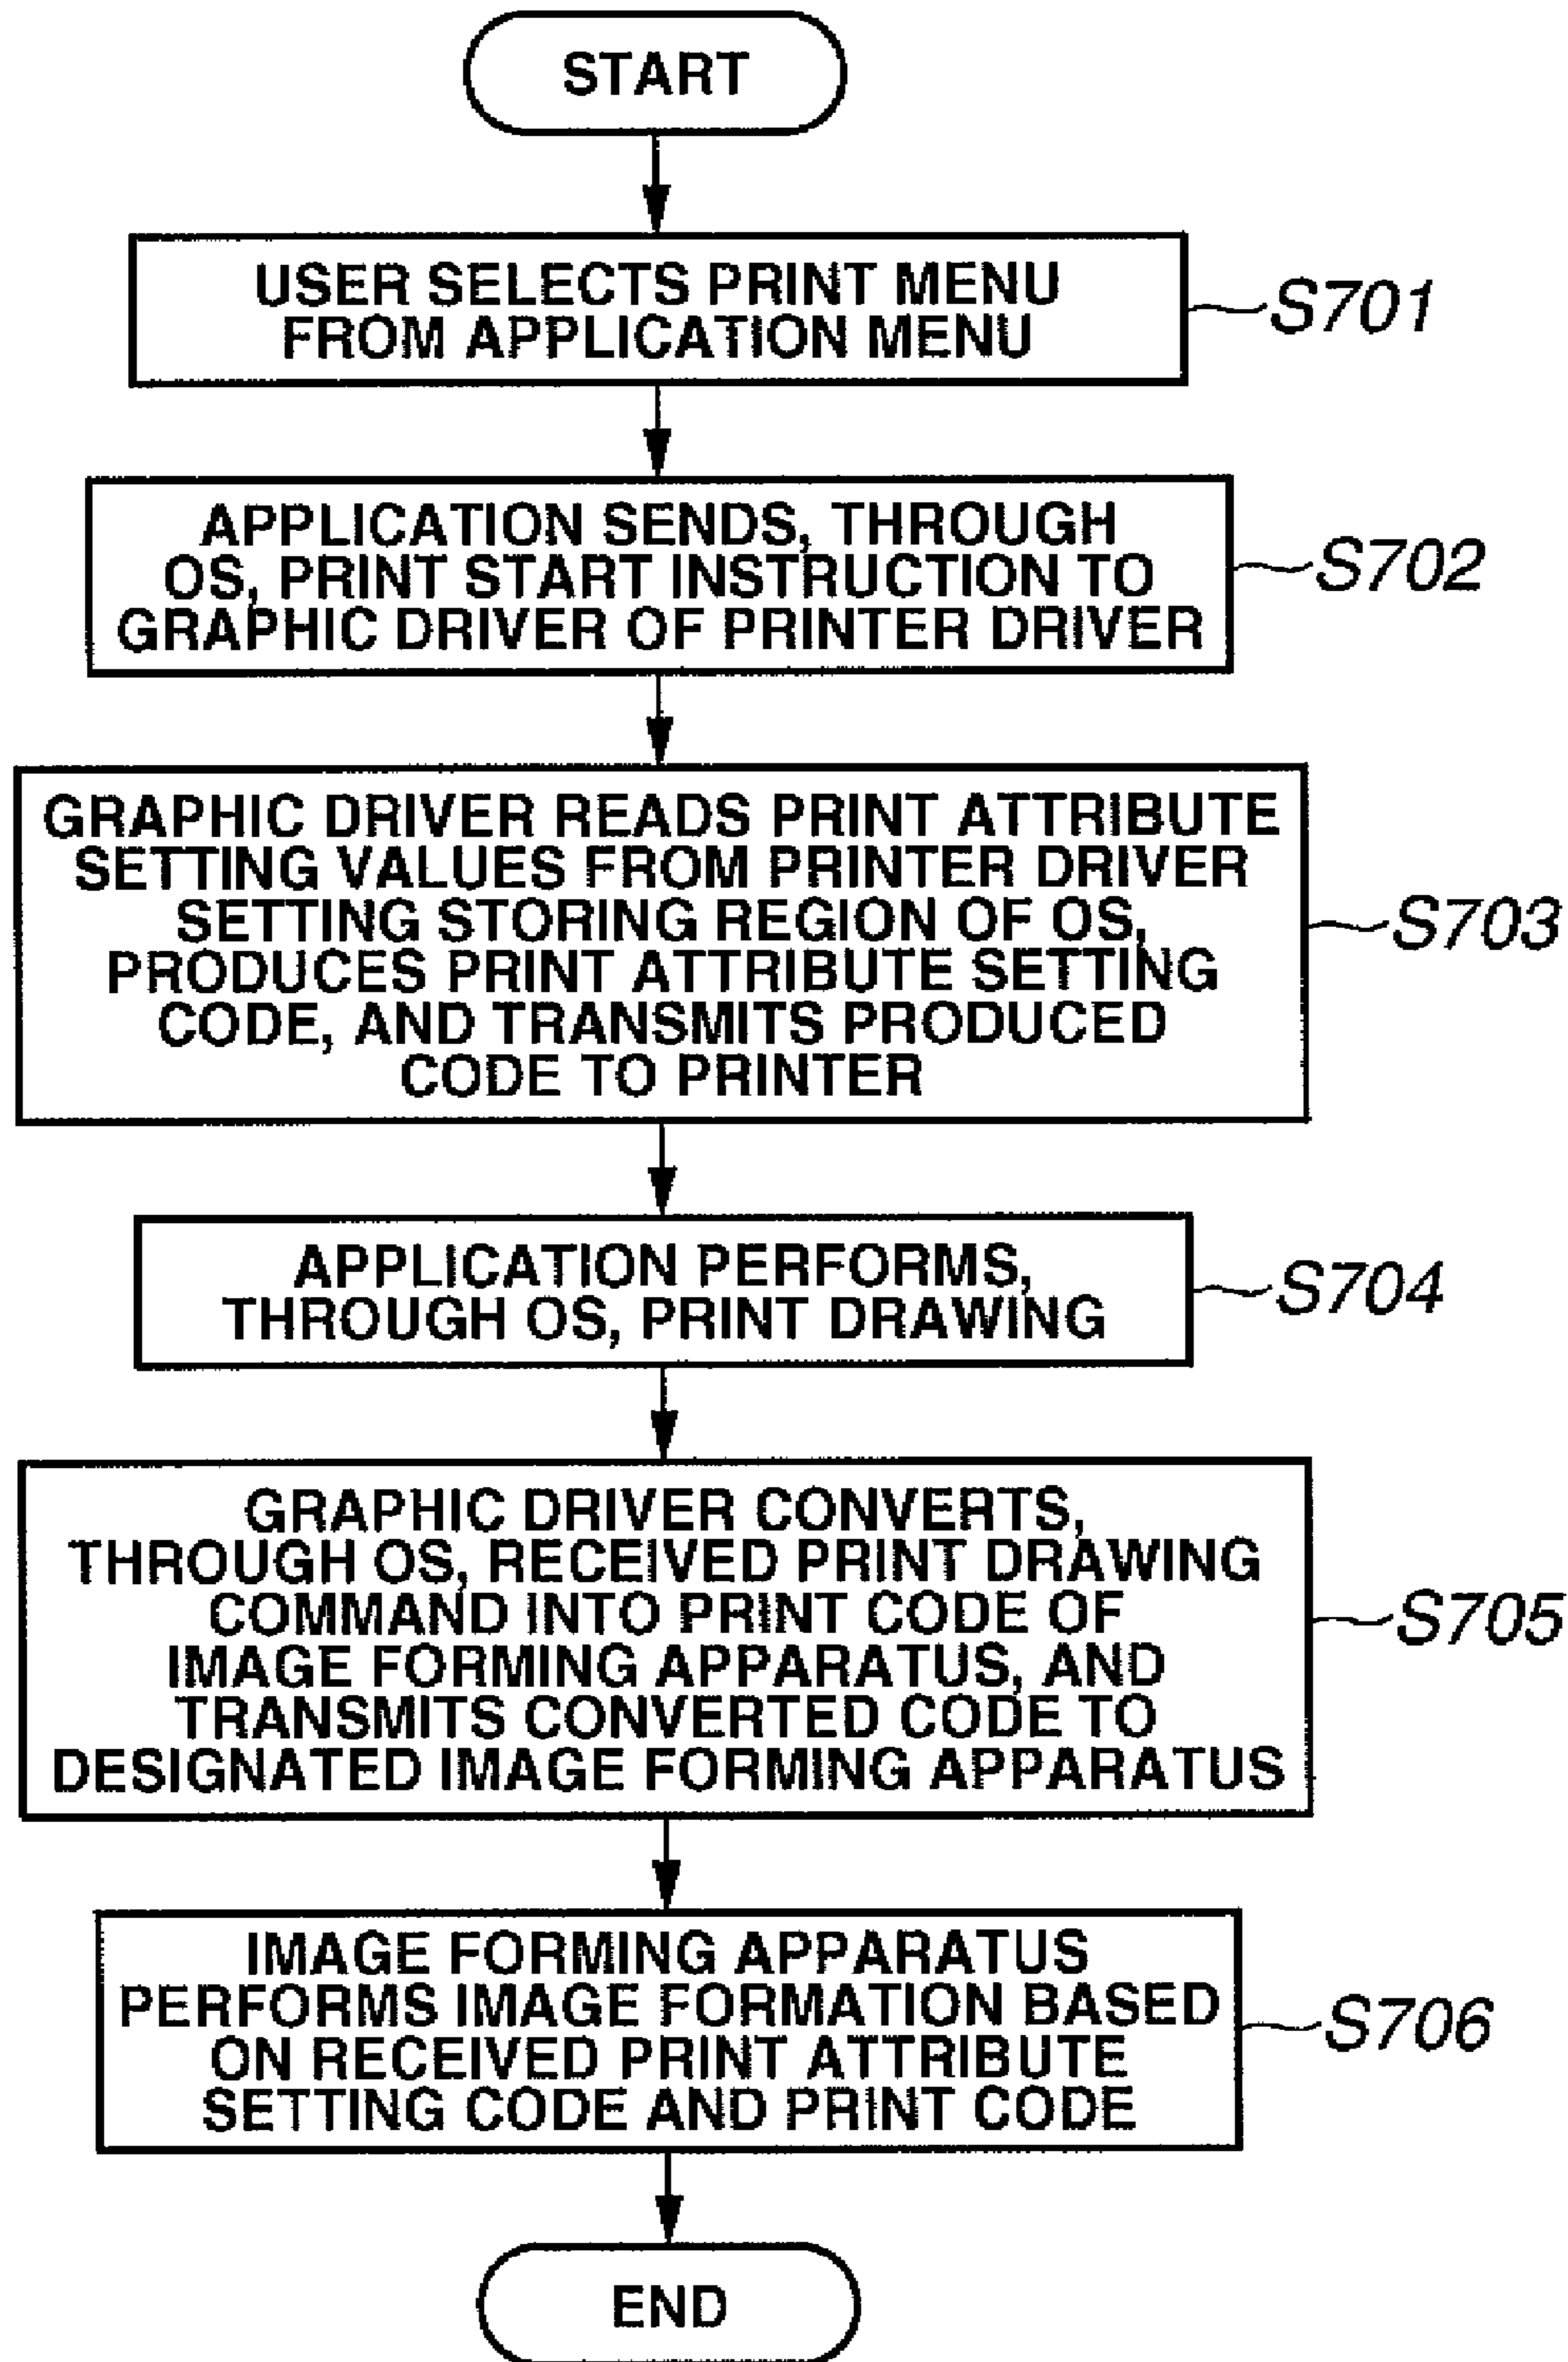 START
USER SELECTS PRINT MENU
FROM APPLICATION MENU
S701
APPLICATION SENDS, THROUGH
OS, PRINT START INSTRUCTION TO
GRAPHIC DRIVER OF PRINTER DRIVER
S702
GRAPHIC DRIVER READS PRINT ATTRIBUTE
SETTING VALUES FROM PRINTER DRIVER
SETTING STORING REGION OF OS,
PRODUCES PRINT ATTRIBUTE SETTING
CODE, AND TRANSMITS PRODUCED
CODE TO PRINTER
S703
APPLICATION PERFORMS,
THROUGH OS, PRINT DRAWING
S704
GRAPHIC DRIVER CONVERTS,
THROUGH OS, RECEIVED PRINT DRAWING
COMMAND INTO PRINT CODE OF
IMAGE FORMING APPARATUS, AND
TRANSMITS CONVERTED CODE TO
DESIGNATED IMAGE FORMING APPARATUS
S705
IMAGE FORMING APPARATUS
PERFORMS IMAGE FORMATION BASED
ON RECEIVED PRINT ATTRIBUTE
SETTING CODE AND PRINT CODE
S706
END